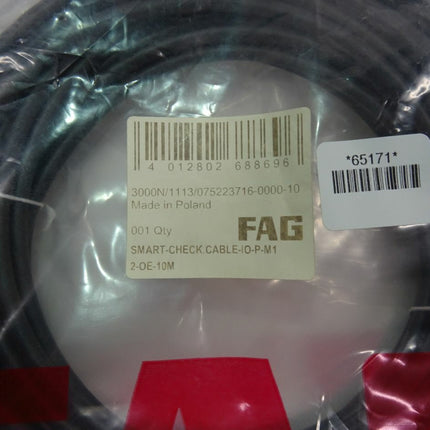 4 012802 688696
3000N/1113/075223716-0000-10
Made in Poland
001 Qty
FAG
SMART-CHECK.CABLE-IO-P-M1
2-OE-10M
*65171*
FAG